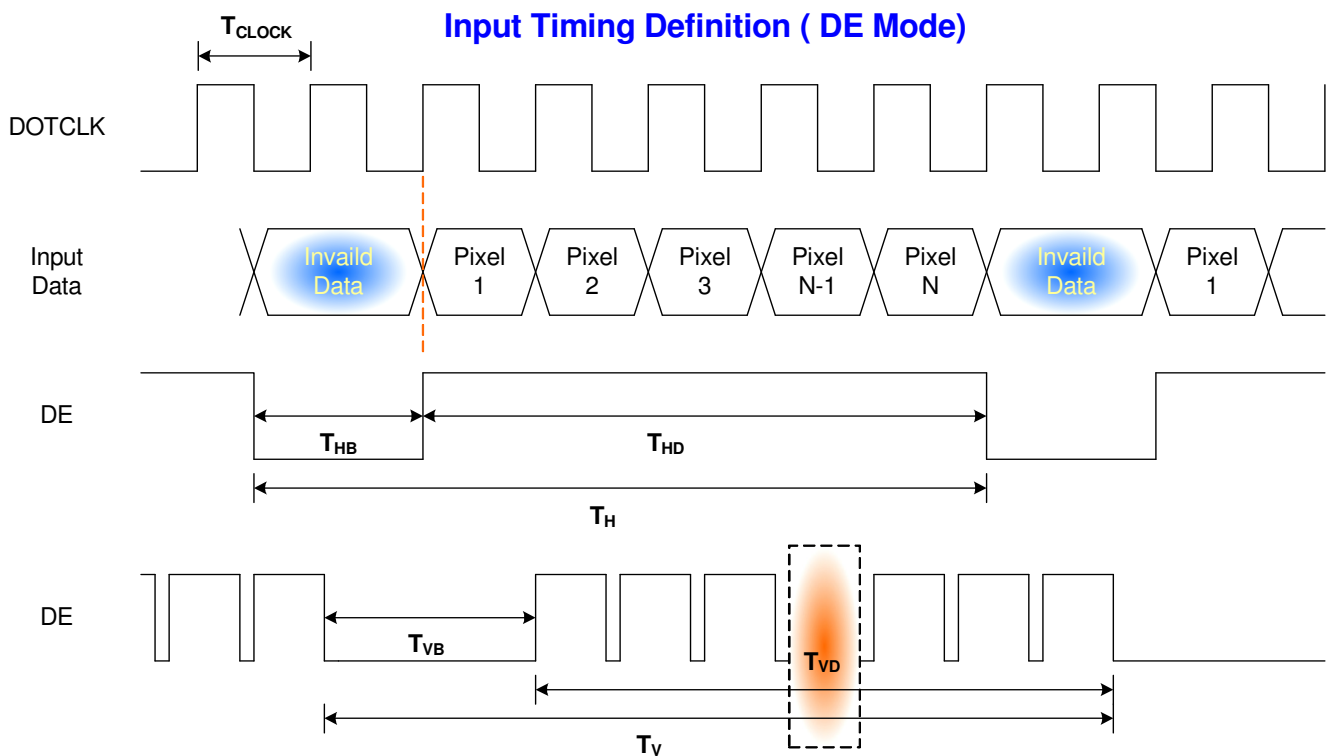 Input Timing Definition ( DE Mode)
TCLOCK
DOTCLK
Input
Data
Invaild
Data
Pixel
1
Pixel
2
Pixel
3
Pixel
N-1
Pixel
N
Invaild
Data
Pixel
1
DE
THB
THD
TH
DE
TVB
TVD
TV